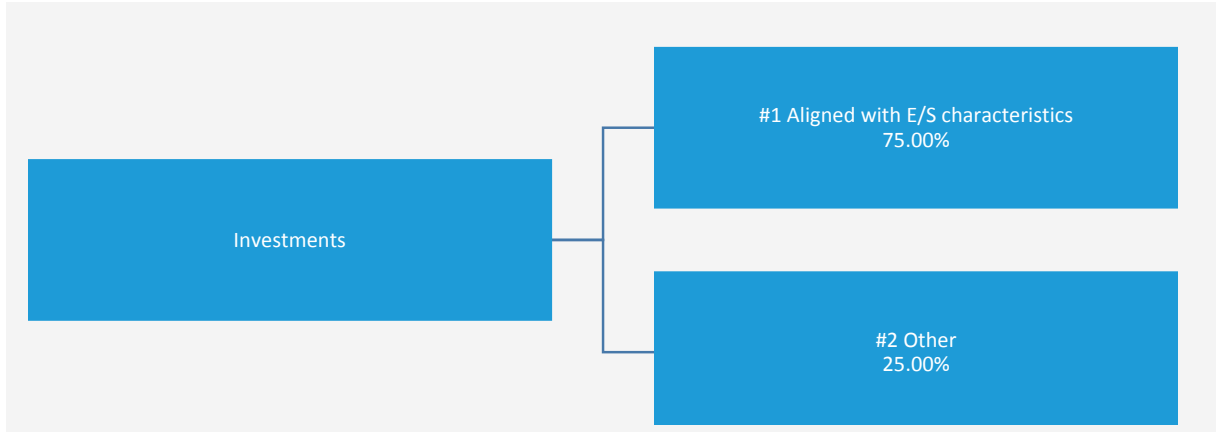 #1 Aligned with E/S characteristics
75.00%
Investments
#2 Other
25.00%